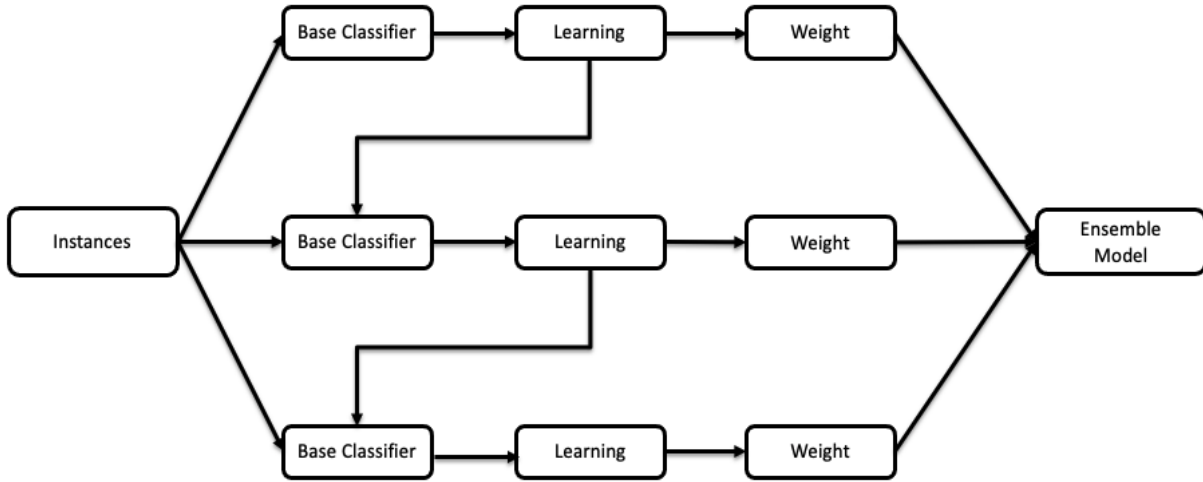 Base Classifier
Learning
Weight
Instances
Base Classifier
Learning
Weight
Ensemble
Model
Base Classifier
Learning
Weight